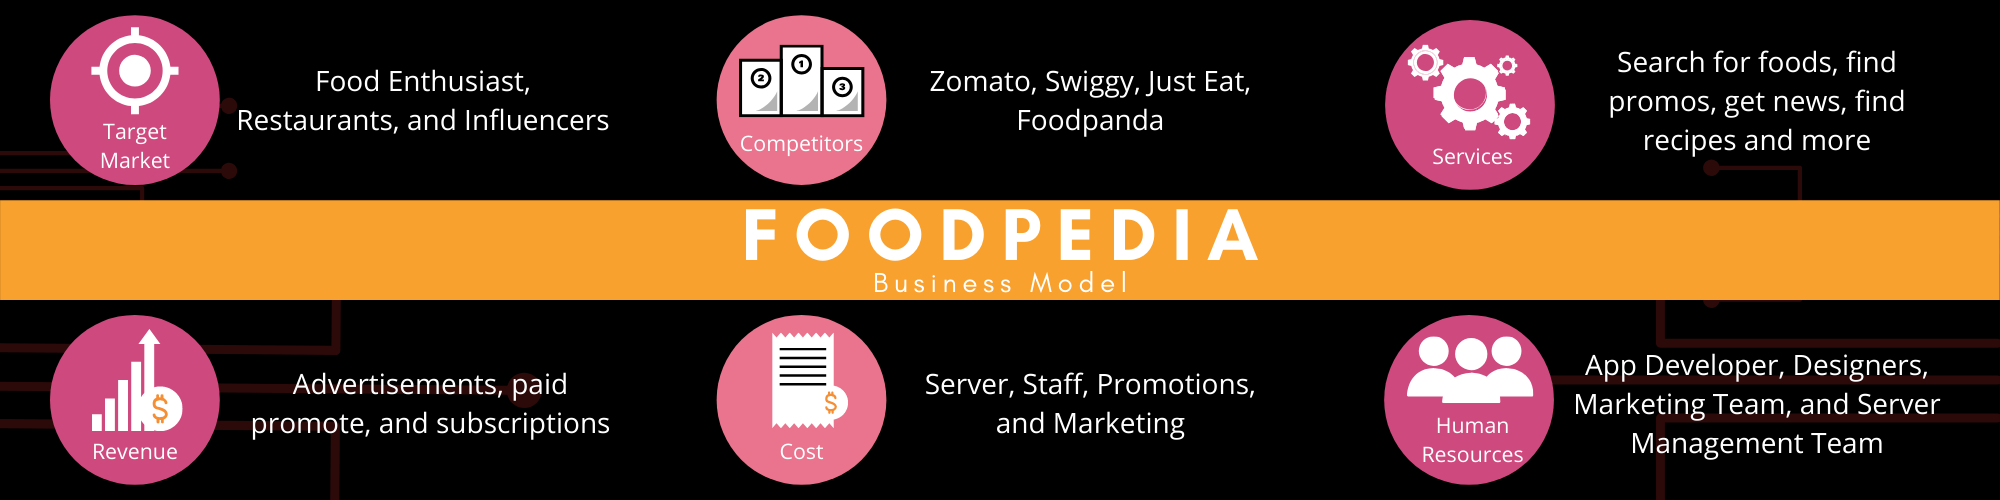 Target
Market
Food Enthusiast,
Restaurants, and Influencers
2
1
3
Competitors
Zomato, Swiggy, Just Eat,
Foodpanda
Services
Search for foods, find
promos, get news, find
recipes and more
FOODPEDIA
Business Model
$
Revenue
Advertisements, paid
promote, and subscriptions
$
Cost
Server, Staff, Promotions,
and Marketing
Human
Resources
App Developer, Designers,
Marketing Team, and Server
Management Team